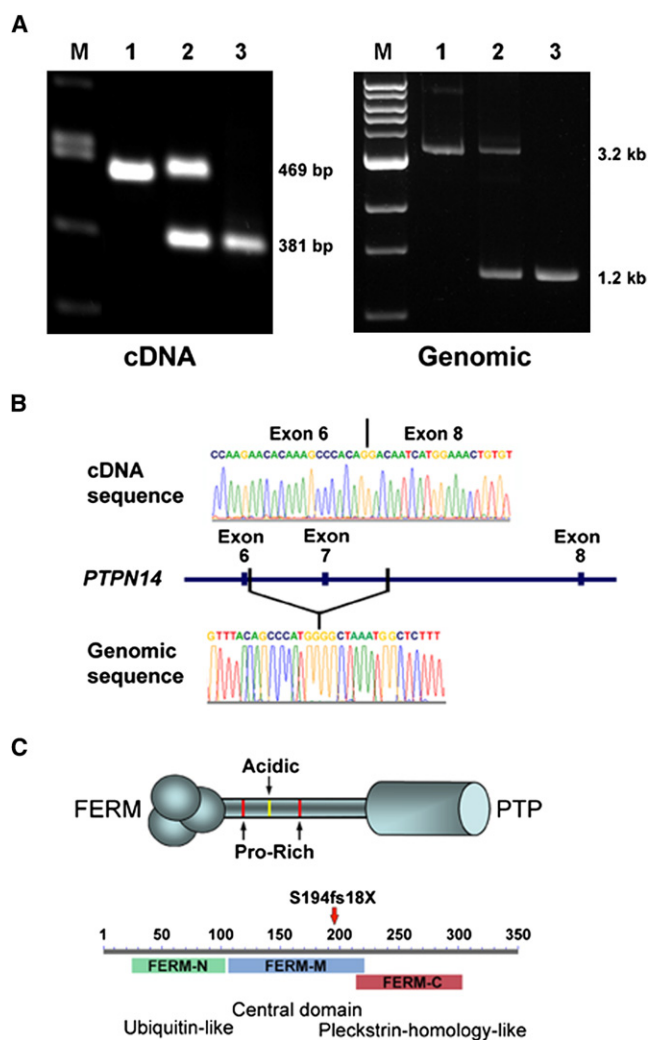 A
M 1 2 3
469 bp
381 bp
cDNA
M 1 2 3
3.2 kb
1.2 kb
Genomic
B
Exon 6 Exon 8
CCAAGAACACAAAGCCCACAGGACAATCATGGAAACTGTGT
cDNA
sequence
Exon
6
Exon
7
Exon
8
PTPN14
GTTTACAGCCCATGGGGCTAAATGGCTCTTT
Genomic
sequence
C
Acidic
FERM
PTP
Pro-Rich
S194fs18X
1 50 100 150 200 250 300 350
FERM-N FERM-M
FERM-C
Central domain
Ubiquitin-like Pleckstrin-homology-like